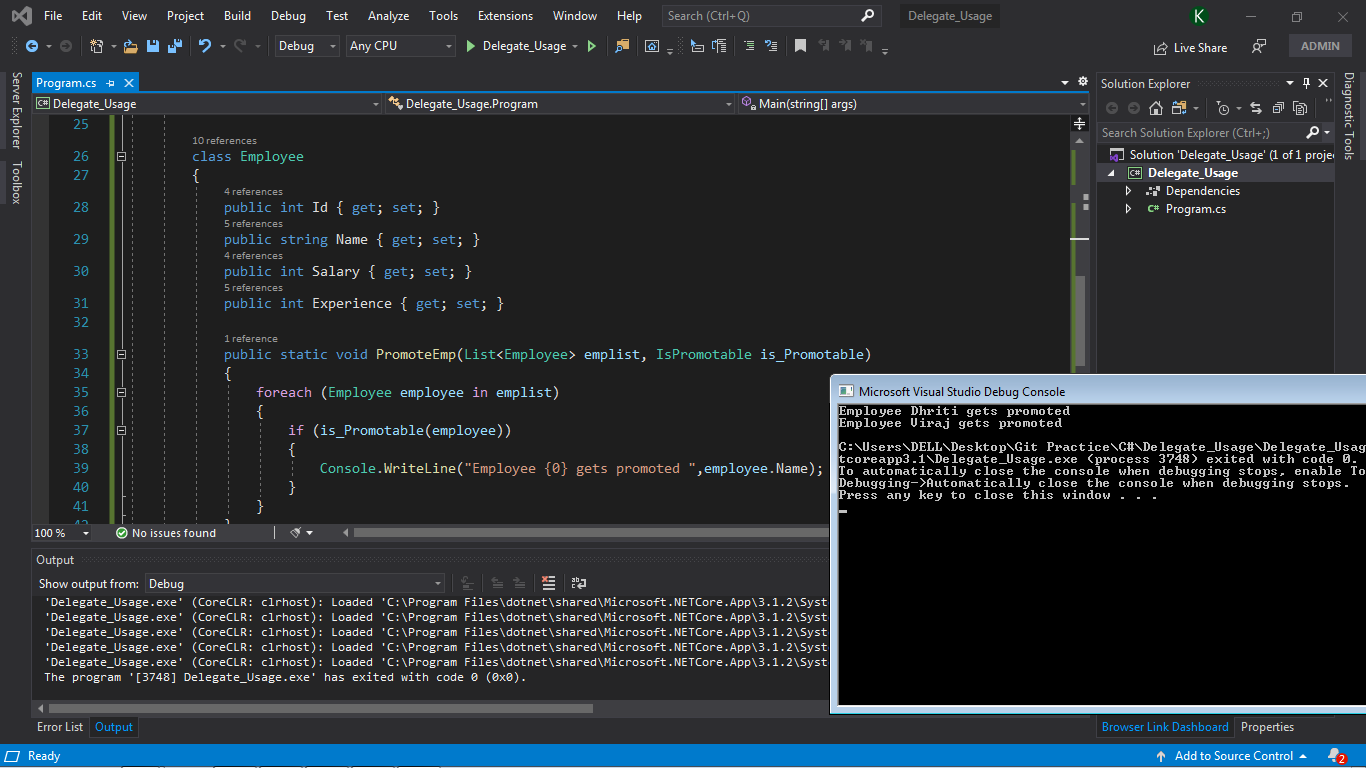 File Edit View Project Build Debug Test Analyze Tools Extensions Window Help Search (Ctrl+Q) Delegate_Usage K
Debug Any CPU Delegate_Usage Live Share ADMIN
Server Explorer
Toolbox
Program.cs
Delegate_Usage Delegate_Usage.Program Main(string[] args)
25
10 references
26 class Employee
27 {
4 references
28 public int Id { get; set; }
5 references
29 public string Name { get; set; }
4 references
30 public int Salary { get; set; }
5 references
31 public int Experience { get; set; }
32
1 reference
33 public static void PromoteEmp(List<Employee> emplist, IsPromotable is_Promotable)
34 {
35 foreach (Employee employee in emplist)
36 {
37 if (is_Promotable(employee))
38 {
39 Console.WriteLine("Employee {0} gets promoted ",employee.Name);
40 }
41 }
100 % No issues found
Output
Show output from: Debug
'Delegate_Usage.exe' (CoreCLR: clrhost): Loaded 'C:\Program Files\dotnet\shared\Microsoft.NETCore.App\3.1.2\Syst
'Delegate_Usage.exe' (CoreCLR: clrhost): Loaded 'C:\Program Files\dotnet\shared\Microsoft.NETCore.App\3.1.2\Syst
'Delegate_Usage.exe' (CoreCLR: clrhost): Loaded 'C:\Program Files\dotnet\shared\Microsoft.NETCore.App\3.1.2\Syst
'Delegate_Usage.exe' (CoreCLR: clrhost): Loaded 'C:\Program Files\dotnet\shared\Microsoft.NETCore.App\3.1.2\Syst
'Delegate_Usage.exe' (CoreCLR: clrhost): Loaded 'C:\Program Files\dotnet\shared\Microsoft.NETCore.App\3.1.2\Syst
The program '[3748] Delegate_Usage.exe' has exited with code 0 (0x0).
Error List Output
Solution Explorer
Search Solution Explorer (Ctrl+;)
Solution 'Delegate_Usage' (1 of 1 proje
Delegate_Usage
Dependencies
C# Program.cs
Diagnostic Tools
Microsoft Visual Studio Debug Console
Employee Dhriti gets promoted
Employee Viraj gets promoted
C:\Users\DELL\Desktop\Git Practice\C#\Delegate_Usage\Delegate_Usag
tcoreapp3.1\Delegate_Usage.exe (process 3748) exited with code 0.
To automatically close the console when debugging stops, enable To
Debugging->Automatically close the console when debugging stops.
Press any key to close this window . . .
Browser Link Dashboard Properties
Ready Add to Source Control 2